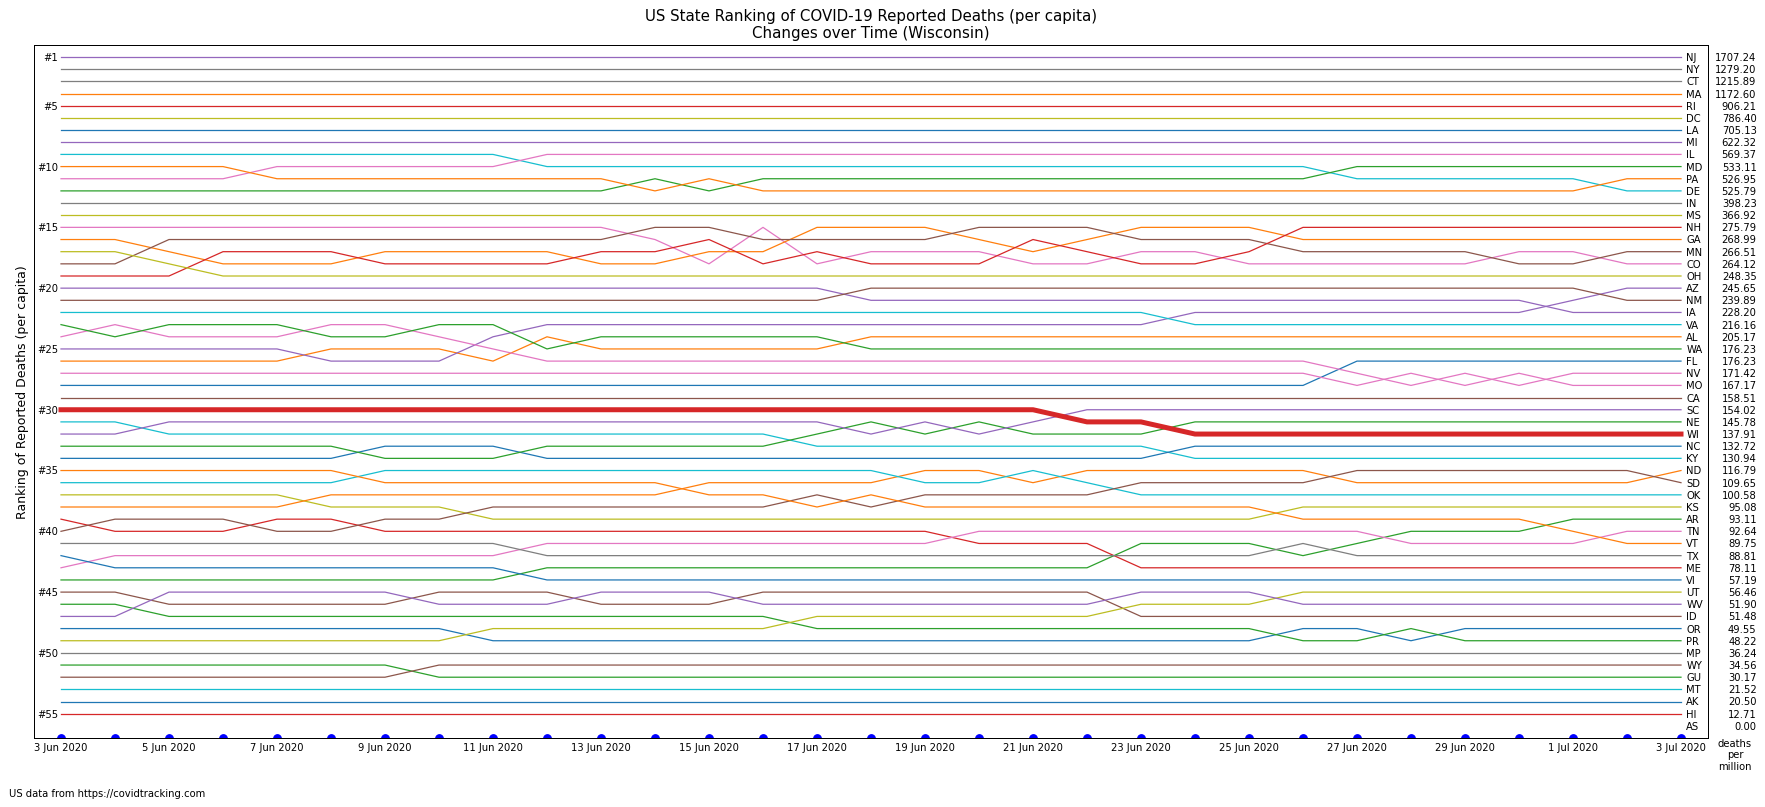 US State Ranking of COVID-19 Reported Deaths (per capita)
Changes over Time (Wisconsin)
Ranking of Reported Deaths (per capita)
#1
#5
#10
#15
#20
#25
#30
#35
#40
#45
#50
#55
NJ 1707.24
NY 1279.20
CT 1215.89
MA 1172.60
RI 906.21
DC 786.40
LA 705.13
MI 622.32
IL 569.37
MD 533.11
PA 526.95
DE 525.79
IN 398.23
MS 366.92
NH 275.79
GA 268.99
MN 266.51
CO 264.12
OH 248.35
AZ 245.65
NM 239.89
IA 228.20
VA 216.16
AL 205.17
WA 176.23
FL 176.23
NV 171.42
MO 167.17
CA 158.51
SC 154.02
NE 145.78
WI 137.91
NC 132.72
KY 130.94
ND 116.79
SD 109.65
OK 100.58
KS 95.08
AR 93.11
TN 92.64
VT 89.75
TX 88.81
ME 78.11
VI 57.19
UT 56.46
WV 51.90
ID 51.48
OR 49.55
PR 48.22
MP 36.24
WY 34.56
GU 30.17
MT 21.52
AK 20.50
HI 12.71
AS 0.00
3 Jun 2020 5 Jun 2020 7 Jun 2020 9 Jun 2020 11 Jun 2020 13 Jun 2020 15 Jun 2020 17 Jun 2020 19 Jun 2020 21 Jun 2020 23 Jun 2020 25 Jun 2020 27 Jun 2020 29 Jun 2020 1 Jul 2020 3 Jul 2020
deaths
per
million
US data from https://covidtracking.com